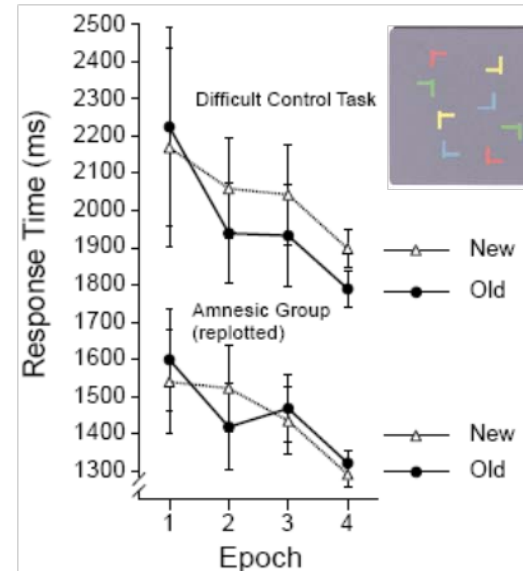 2500
2400
2300
2200
2100
2000
1900
1800
1700
1600
1500
1400
1300
Response Time (ms)
Difficult Control Task
New
Old
Amnesic Group
(replotted)
New
Old
1 2 3 4
Epoch